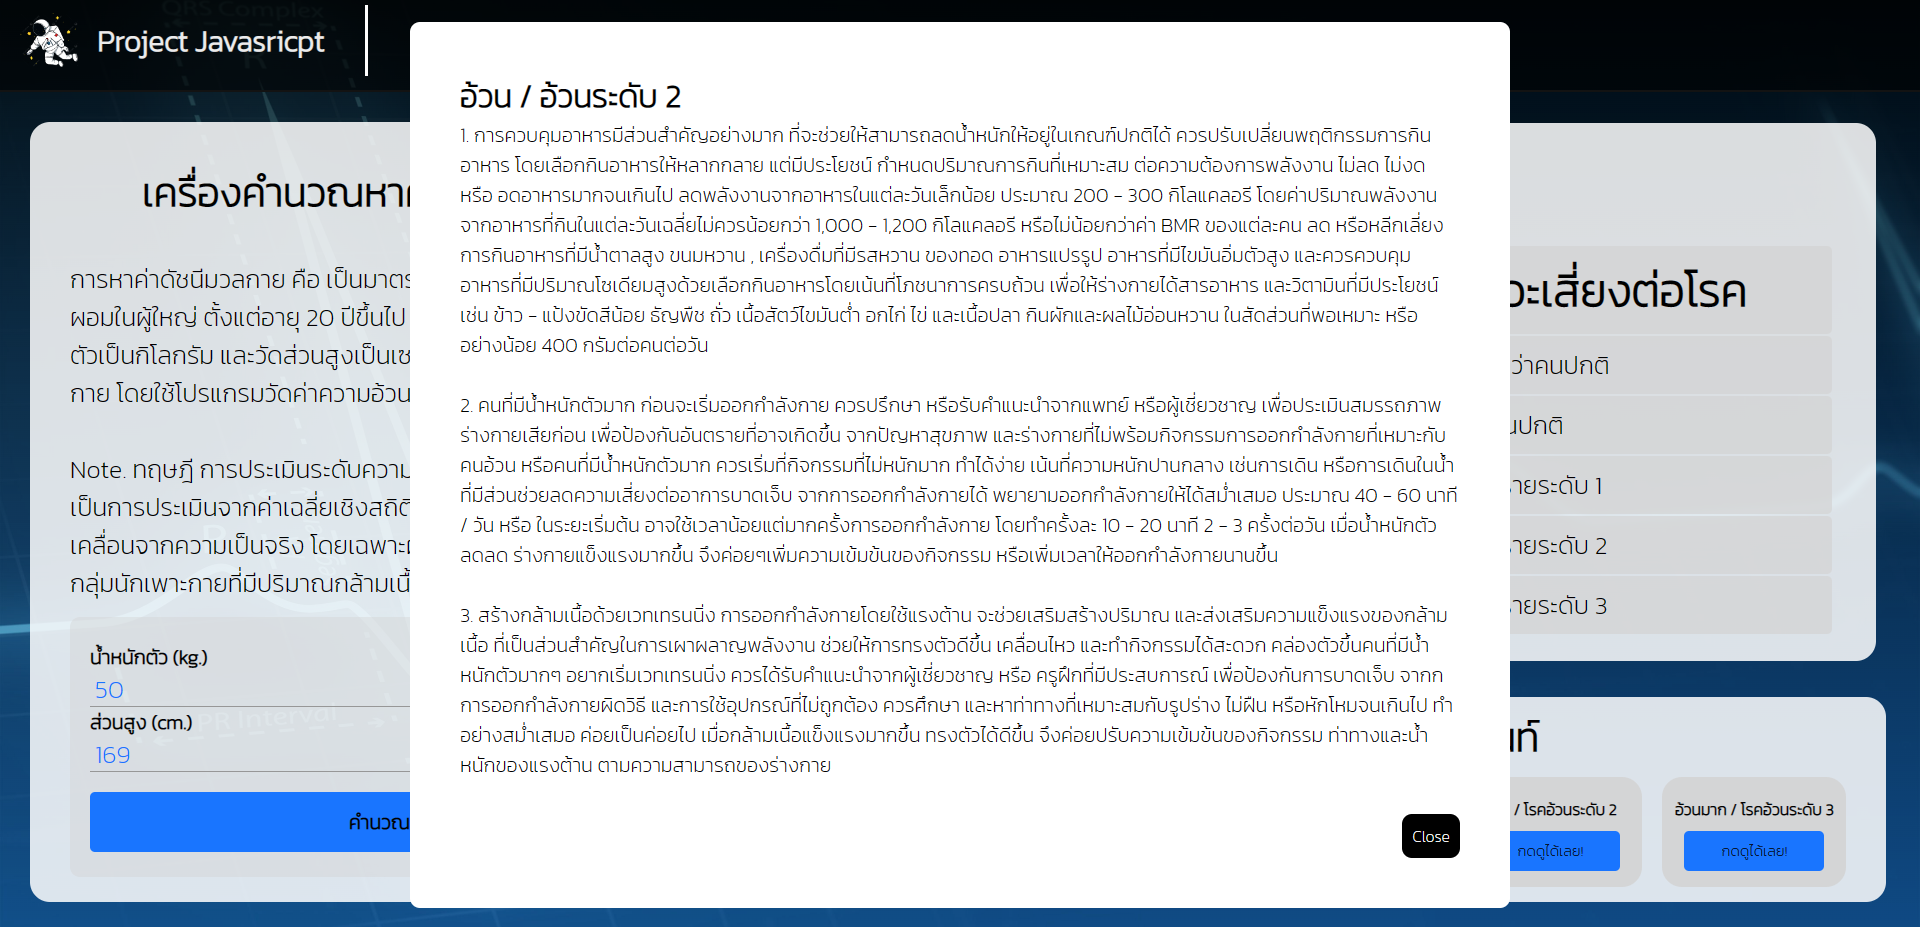 QRS Complex
Project Javasricpt
เครื่องคำนวณหา
การหาค่าดัชนีมวลกาย คือ เป็นมาตร
ผอมในผู้ใหญ่ ตั้งแต่อายุ 20 ปีขึ้นไป
ตัวเป็นกิโลกรัม และวัดส่วนสูงเป็นเซ
กาย โดยใช้โปรแกรมวัดค่าความอ้วน
Note. ทฤษฎี การประเมินระดับความ
เป็นการประเมินจากค่าเฉลี่ยเชิงสถิติ
เคลื่อนจากความเป็นจริง โดยเฉพาะ
กลุ่มนักเพาะกายที่มีปริมาณกล้ามเนื้
น้ำหนักตัว (kg.)
50
ส่วนสูง (cm.)
PR Interval
169
คำนวณ
อ้วน / อ้วนระดับ 2
1. การควบคุมอาหารมีส่วนสำคัญอย่างมาก ที่จะช่วยให้สามารถลดน้ำหนักให้อยู่ในเกณฑ์ปกติได้ ควรปรับเปลี่ยนพฤติกรรมการกิน
อาหาร โดยเลือกกินอาหารให้หลากกลาย แต่มีประโยชน์ กำหนดปริมาณการกินที่เหมาะสม ต่อความต้องการพลังงาน ไม่ลด ไม่งด
หรือ อดอาหารมากจนเกินไป ลดพลังงานจากอาหารในแต่ละวันเล็กน้อย ประมาณ 200 - 300 กิโลแคลอรี โดยค่าปริมาณพลังงาน
จากอาหารที่กินในแต่ละวันเฉลี่ยไม่ควรน้อยกว่า 1,000 - 1,200 กิโลแคลอรี หรือไม่น้อยกว่าค่า BMR ของแต่ละคน ลด หรือหลีกเลี่ยง
การกินอาหารที่มีน้ำตาลสูง ขนมหวาน , เครื่องดื่มที่มีรสหวาน ของทอด อาหารแปรรูป อาหารที่มีไขมันอิ่มตัวสูง และควรควบคุม
อาหารที่มีปริมาณโซเดียมสูงด้วยเลือกกินอาหารโดยเน้นที่โภชนาการครบถ้วน เพื่อให้ร่างกายได้สารอาหาร และวิตามินที่มีประโยชน์
เช่น ข้าว - แป้งขัดสีน้อย ธัญพืช ถั่ว เนื้อสัตว์ไขมันต่ำ อกไก่ ไข่ และเนื้อปลา กินผักและผลไม้อ่อนหวาน ในสัดส่วนที่พอเหมาะ หรือ
อย่างน้อย 400 กรัมต่อคนต่อวัน
2. คนที่มีน้ำหนักตัวมาก ก่อนจะเริ่มออกกำลังกาย ควรปรึกษา หรือรับคำแนะนำจากแพทย์ หรือผู้เชี่ยวชาญ เพื่อประเมินสมรรถภาพ
ร่างกายเสียก่อน เพื่อป้องกันอันตรายที่อาจเกิดขึ้น จากปัญหาสุขภาพ และร่างกายที่ไม่พร้อมกิจกรรมการออกกำลังกายที่เหมาะกับ
คนอ้วน หรือคนที่มีน้ำหนักตัวมาก ควรเริ่มที่กิจกรรมที่ไม่หนักมาก ทำได้ง่าย เน้นที่ความหนักปานกลาง เช่นการเดิน หรือการเดินในน้ำ
ที่มีส่วนช่วยลดความเสี่ยงต่ออาการบาดเจ็บ จากการออกกำลังกายได้ พยายามออกกำลังกายให้ได้สม่ำเสมอ ประมาณ 40 - 60 นาที
/ วัน หรือ ในระยะเริ่มต้น อาจใช้เวลาน้อยแต่มากครั้งการออกกำลังกาย โดยทำครั้งละ 10 - 20 นาที 2 - 3 ครั้งต่อวัน เมื่อน้ำหนักตัว
ลดลด ร่างกายแข็งแรงมากขึ้น จึงค่อยๆเพิ่มความเข้มข้นของกิจกรรม หรือเพิ่มเวลาให้ออกกำลังกายนานขึ้น
3. สร้างกล้ามเนื้อด้วยเวทเทรนนิ่ง การออกกำลังกายโดยใช้แรงต้าน จะช่วยเสริมสร้างปริมาณ และส่งเสริมความแข็งแรงของกล้าม
เนื้อ ที่เป็นส่วนสำคัญในการเผาผลาญพลังงาน ช่วยให้การทรงตัวดีขึ้น เคลื่อนไหว และทำกิจกรรมได้สะดวก คล่องตัวขึ้นคนที่มีน้ำ
หนักตัวมากๆ อยากเริ่มเวทเทรนนิ่ง ควรได้รับคำแนะนำจากผู้เชี่ยวชาญ หรือ ครูฝึกที่มีประสบการณ์ เพื่อป้องกันการบาดเจ็บ จากก
การออกกำลังกายผิดวิธี และการใช้อุปกรณ์ที่ไม่ถูกต้อง ควรศึกษา และหาท่าทางที่เหมาะสมกับรูปร่าง ไม่ฝืน หรือหักโหมจนเกินไป ทำ
อย่างสม่ำเสมอ ค่อยเป็นค่อยไป เมื่อกล้ามเนื้อแข็งแรงมากขึ้น ทรงตัวได้ดีขึ้น จึงค่อยปรับความเข้มข้นของกิจกรรม ท่าทางและน้ำ
หนักของแรงต้าน ตามความสามารถของร่างกาย
Close
วะเสี่ยงต่อโรค
ว่าคนปกติ
นปกติ
ายระดับ 1
ายระดับ 2
ายระดับ 3
นท์
/ โรคอ้วนระดับ 2
กดดูได้เลย!
อ้วนมาก / โรคอ้วนระดับ 3
กดดูได้เลย!